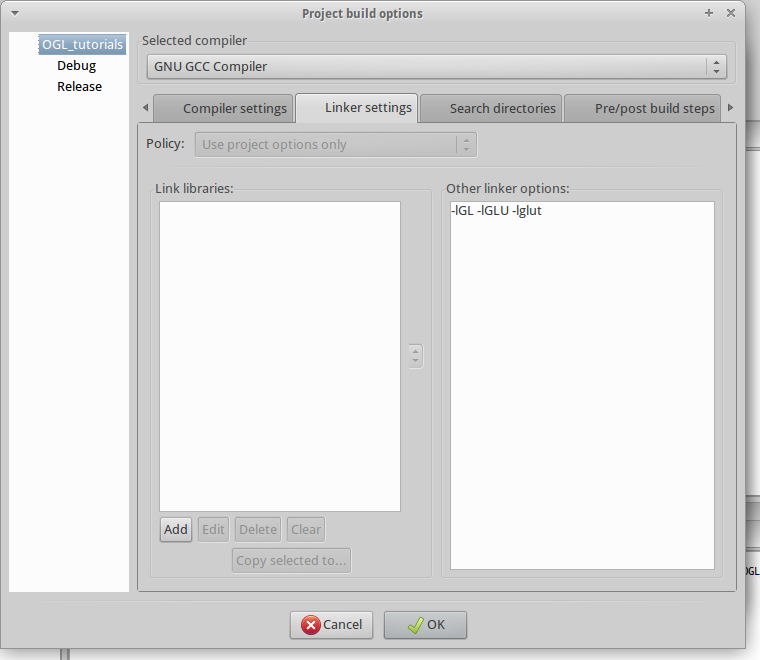 Project build options
OGL_tutorials
Debug
Release
Selected compiler
GNU GCC Compiler
Compiler settings
Linker settings
Search directories
Pre/post build steps
Policy:
Use project options only
Link libraries:
Other linker options:
-lGL -lGLU -lglut
Add
Edit
Delete
Clear
Copy selected to...
Cancel
OK